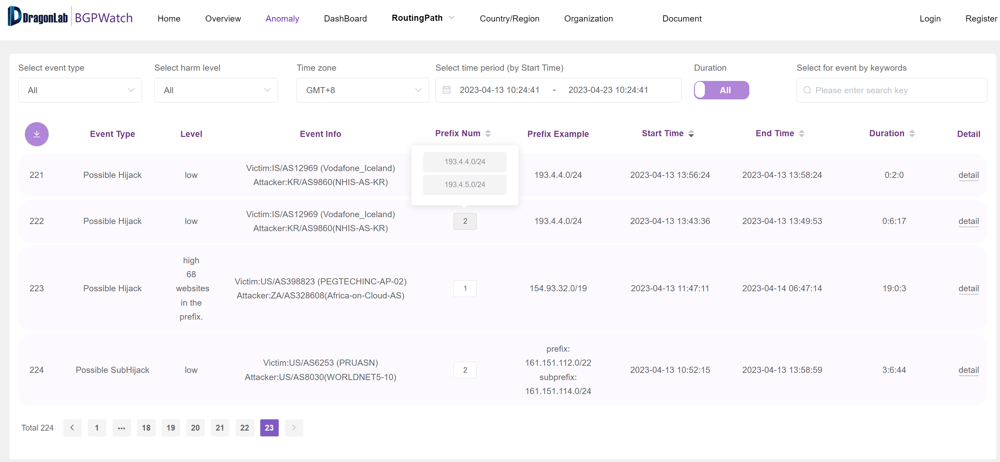 DragonLab BGPWatch
Home Overview Anomaly DashBoard RoutingPath Country/Region Organization Document Login Register
Select event type Select harm level Time zone Select time period (by Start Time) Duration Select for event by keywords
All All GMT+8 2023-04-13 10:24:41 - 2023-04-23 10:24:41 All Please enter search key
Event Type Level Event Info Prefix Num Prefix Example Start Time End Time Duration Detail
193.4.4.0/24
193.4.5.0/24
221 Possible Hijack low Victim:IS/AS12969 (Vodafone_Iceland) 193.4.4.0/24 2023-04-13 13:56:24 2023-04-13 13:58:24 0:2:0 detail
Attacker:KR/AS9860(NHIS-AS-KR)
222 Possible Hijack low Victim:IS/AS12969 (Vodafone_Iceland) 2 193.4.4.0/24 2023-04-13 13:43:36 2023-04-13 13:49:53 0:6:17 detail
Attacker:KR/AS9860(NHIS-AS-KR)
223 Possible Hijack high
68
websites
in the
prefix.
Victim:US/AS398823 (PEGTECHINC-AP-02)
Attacker:ZA/AS328608(Africa-on-Cloud-AS)
1 154.93.32.0/19 2023-04-13 11:47:11 2023-04-14 06:47:14 19:0:3 detail
224 Possible SubHijack low Victim:US/AS6253 (PRUASN)
Attacker:US/AS8030(WORLDNET5-10)
2 prefix:
161.151.112.0/22
subprefix:
161.151.114.0/24
2023-04-13 10:52:15 2023-04-13 13:58:59 3:6:44 detail
Total 224 1 ••• 18 19 20 21 22 23